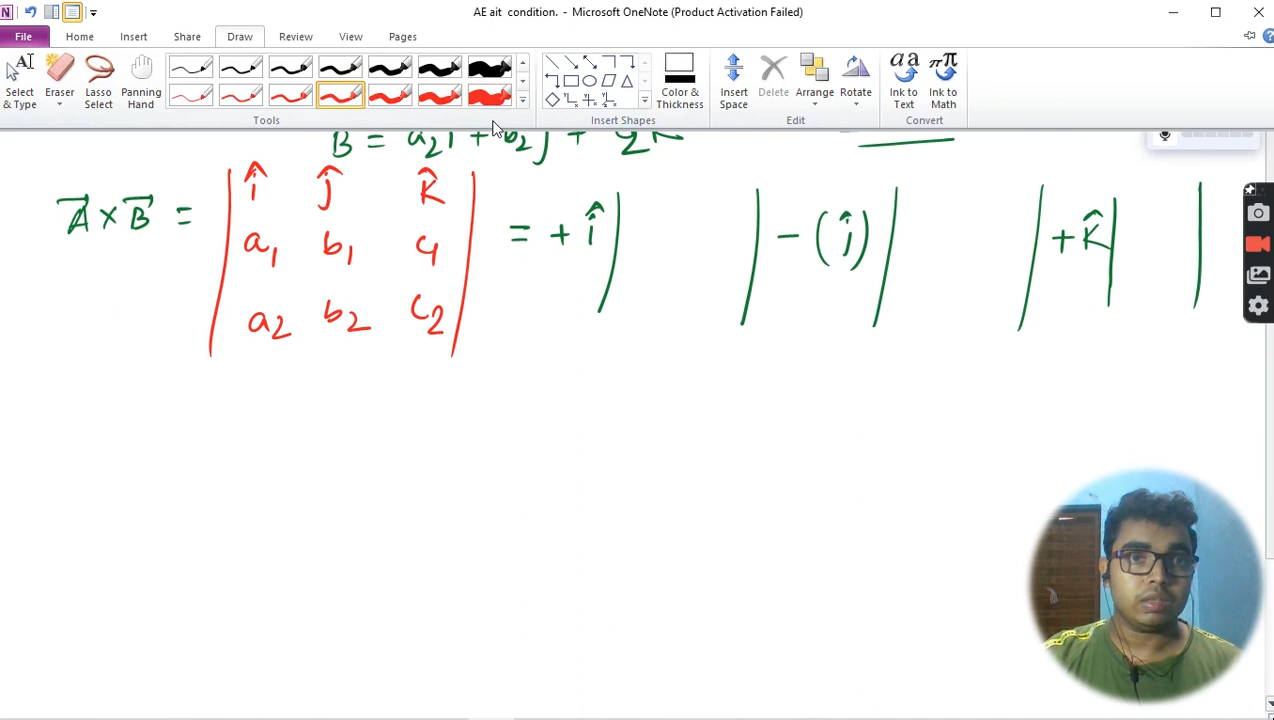 AE ait condition. - Microsoft OneNote (Product Activation Failed)
File Home Insert Draw Share Review View Pages
Select & Type
Eraser
Lasso Select
Panning Hand
Color & Thickness
Insert Space
Delete
Arrange
Rotate
Ink to Text
Ink to Math
Tools Insert Shapes Edit Convert
B = a₂i + b₂j +
A⃗ × B⃗ = | î ĵ k̂ | = + î | | - (ĵ) | | + k̂ | |
a₁ b₁ c₁
a₂ b₂ c₂